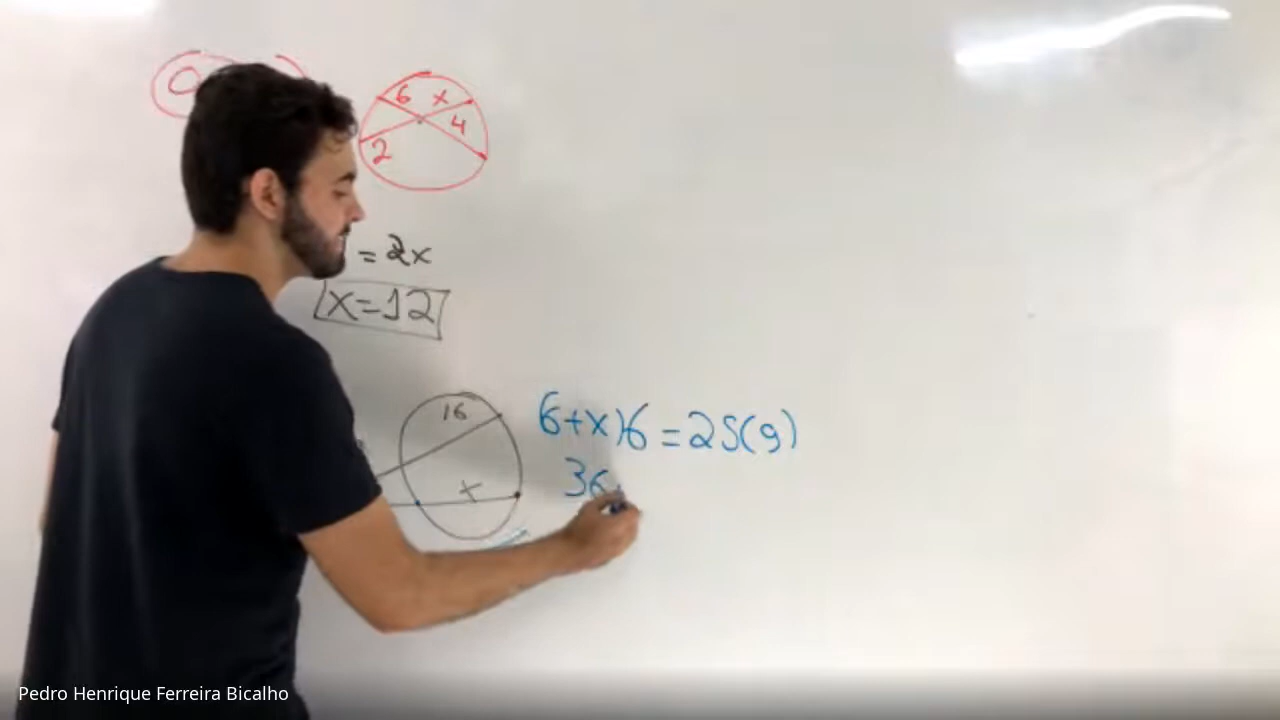 6 x
4
2
= 2x
x=12
16
6+x)6 = 25(9)
x
36
Pedro Henrique Ferreira Bicalho